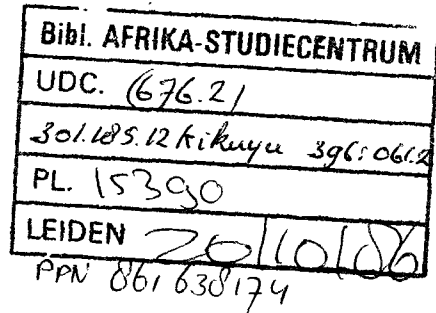 Bibl. AFRIKA-STUDIECENTRUM
UDC. (676.2)
301.185.12 Kikuyu 396:061.2
PL. 15390
LEIDEN 20/10/86
PPN 861638174